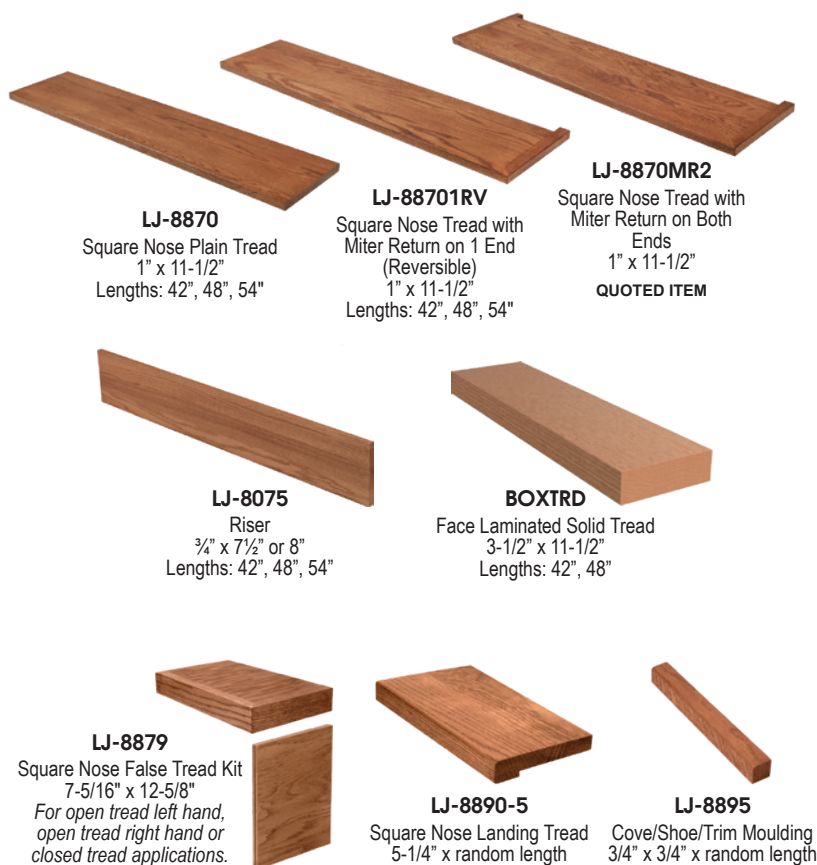 LJ-8870
Square Nose Plain Tread
1” x 11-1/2”
Lengths: 42”, 48”, 54"
LJ-88701RV
Square Nose Tread with
Miter Return on 1 End
(Reversible)
1” x 11-1/2”
Lengths: 42”, 48”, 54"
LJ-8870MR2
Square Nose Tread with
Miter Return on Both
Ends
1” x 11-1/2”
QUOTED ITEM
LJ-8075
Riser
¾” x 7½” or 8”
Lengths: 42”, 48”, 54”
BOXTRD
Face Laminated Solid Tread
3-1/2” x 11-1/2”
Lengths: 42”, 48”
LJ-8879
Square Nose False Tread Kit
7-5/16" x 12-5/8"
For open tread left hand,
open tread right hand or
closed tread applications.
LJ-8890-5
Square Nose Landing Tread
5-1/4” x random length
LJ-8895
Cove/Shoe/Trim Moulding
3/4” x 3/4” x random length